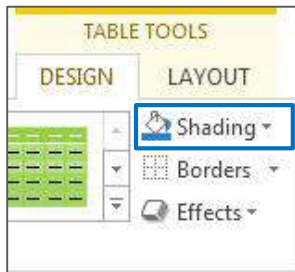 TABLE TOOLS
DESIGN LAYOUT
Shading
Borders
Effects